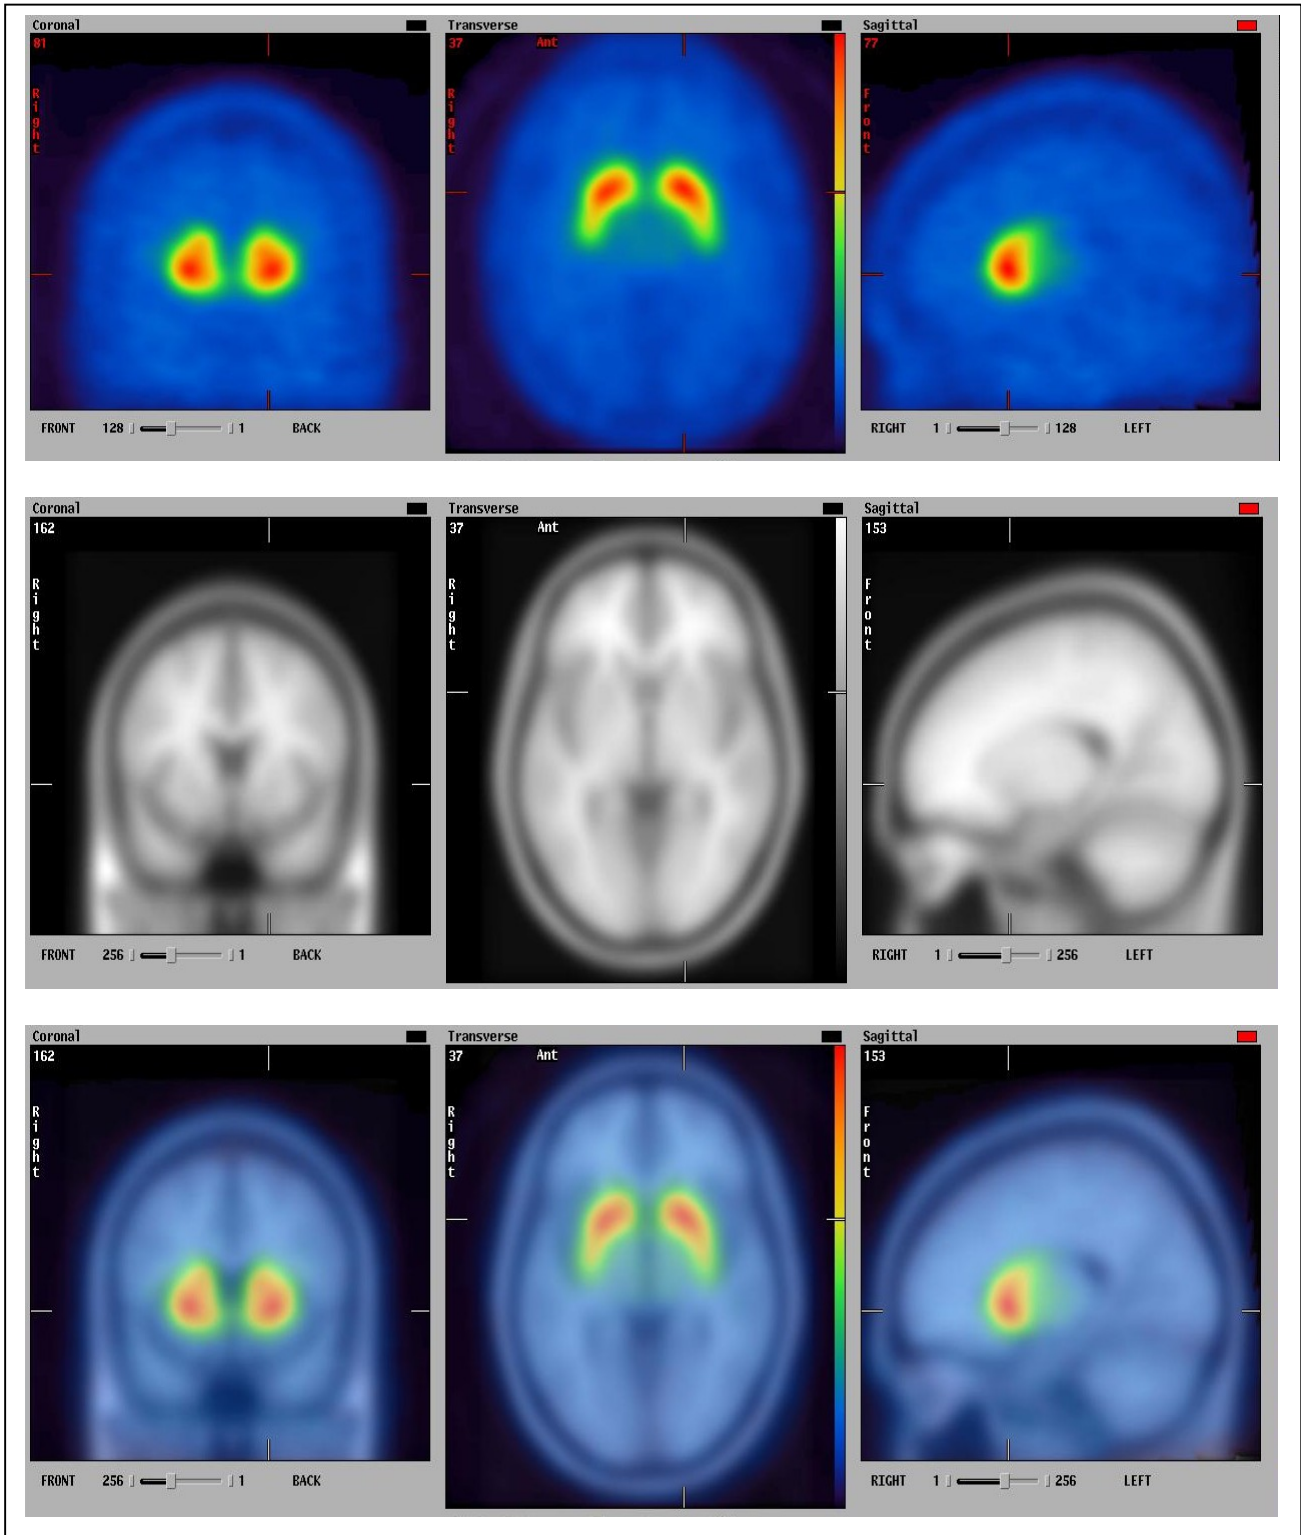 Coronal
Transverse
Sagittal
81
37
Ant
77
Right
Right
Front
FRONT 128 1 BACK
RIGHT 1 128 LEFT
Coronal
Transverse
Sagittal
162
37
Ant
153
Right
Right
Front
FRONT 256 1 BACK
RIGHT 1 256 LEFT
Coronal
Transverse
Sagittal
162
37
Ant
153
Right
Right
Front
FRONT 256 1 BACK
RIGHT 1 256 LEFT